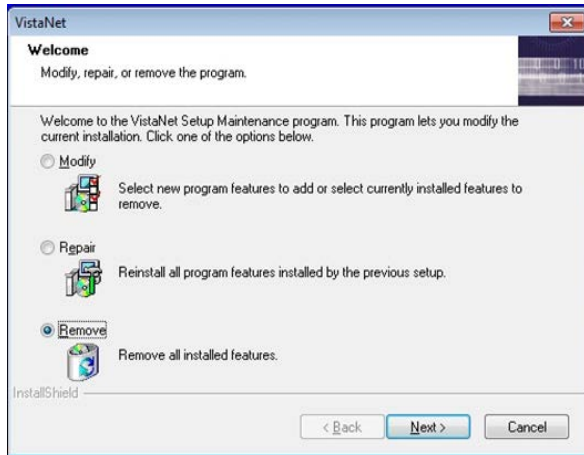 VistaNet
Welcome
Modify, repair, or remove the program.
Welcome to the VistaNet Setup Maintenance program. This program lets you modify the
current installation. Click one of the options below.
Modify
Select new program features to add or select currently installed features to
remove.
Repair
Reinstall all program features installed by the previous setup.
Remove
Remove all installed features.
InstallShield
< Back
Next >
Cancel